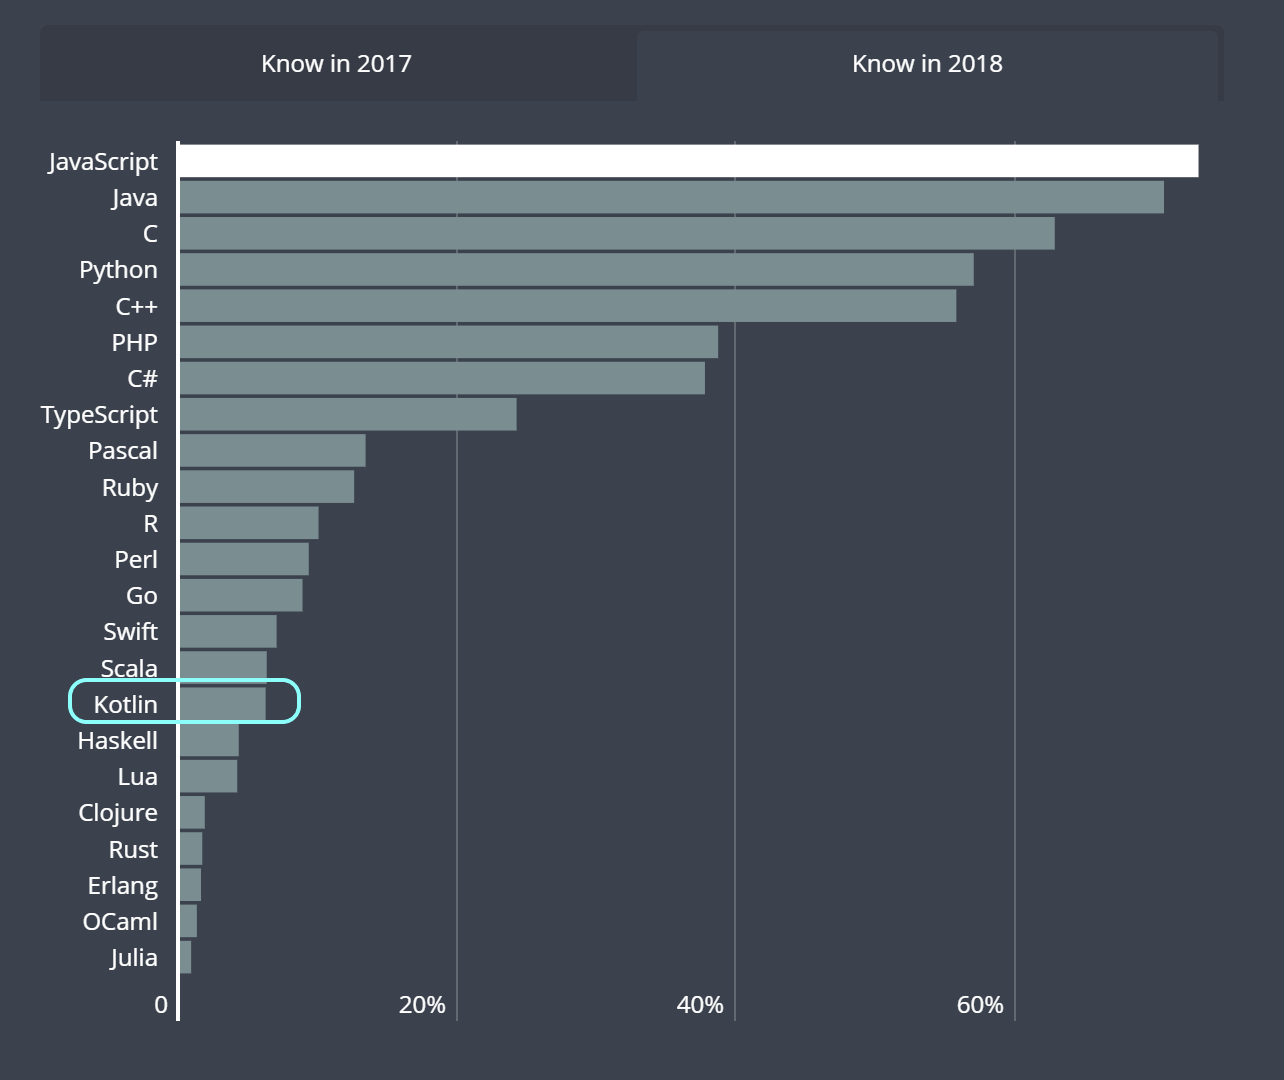 Know in 2017
Know in 2018
JavaScript
Java
C
Python
C++
PHP
C#
TypeScript
Pascal
Ruby
R
Perl
Go
Swift
Scala
Kotlin
Haskell
Lua
Clojure
Rust
Erlang
OCaml
Julia
0 20% 40% 60%